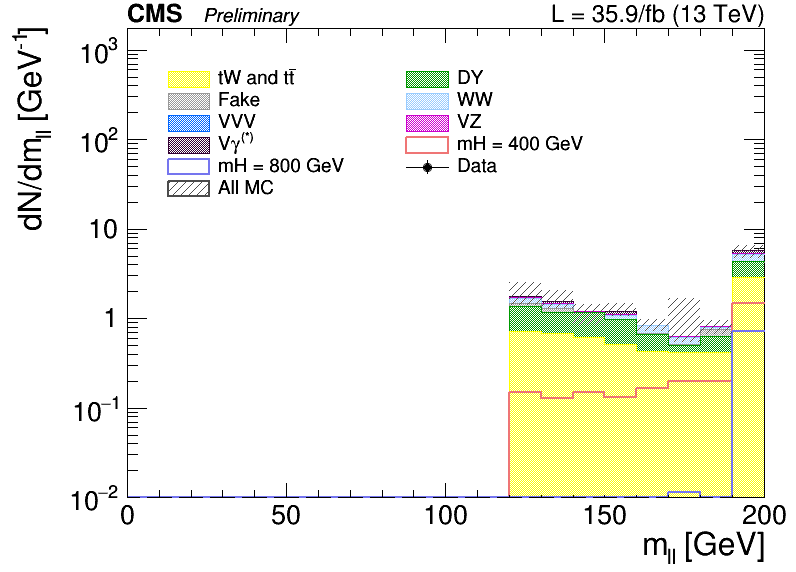 CMS Preliminary L = 35.9/fb (13 TeV)
dN/dm_ll [GeV⁻¹]
10³
10²
10
1
10⁻¹
10⁻²
tW and tt̄ DY
Fake WW
VVV VZ
Vγ⁽*⁾ mH = 400 GeV
mH = 800 GeV Data
All MC
0 50 100 150 200
m_ll [GeV]